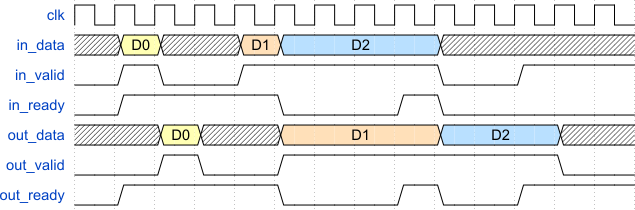 clk
in_data D0 D1 D2
in_valid
in_ready
out_data D0 D1 D2
out_valid
out_ready